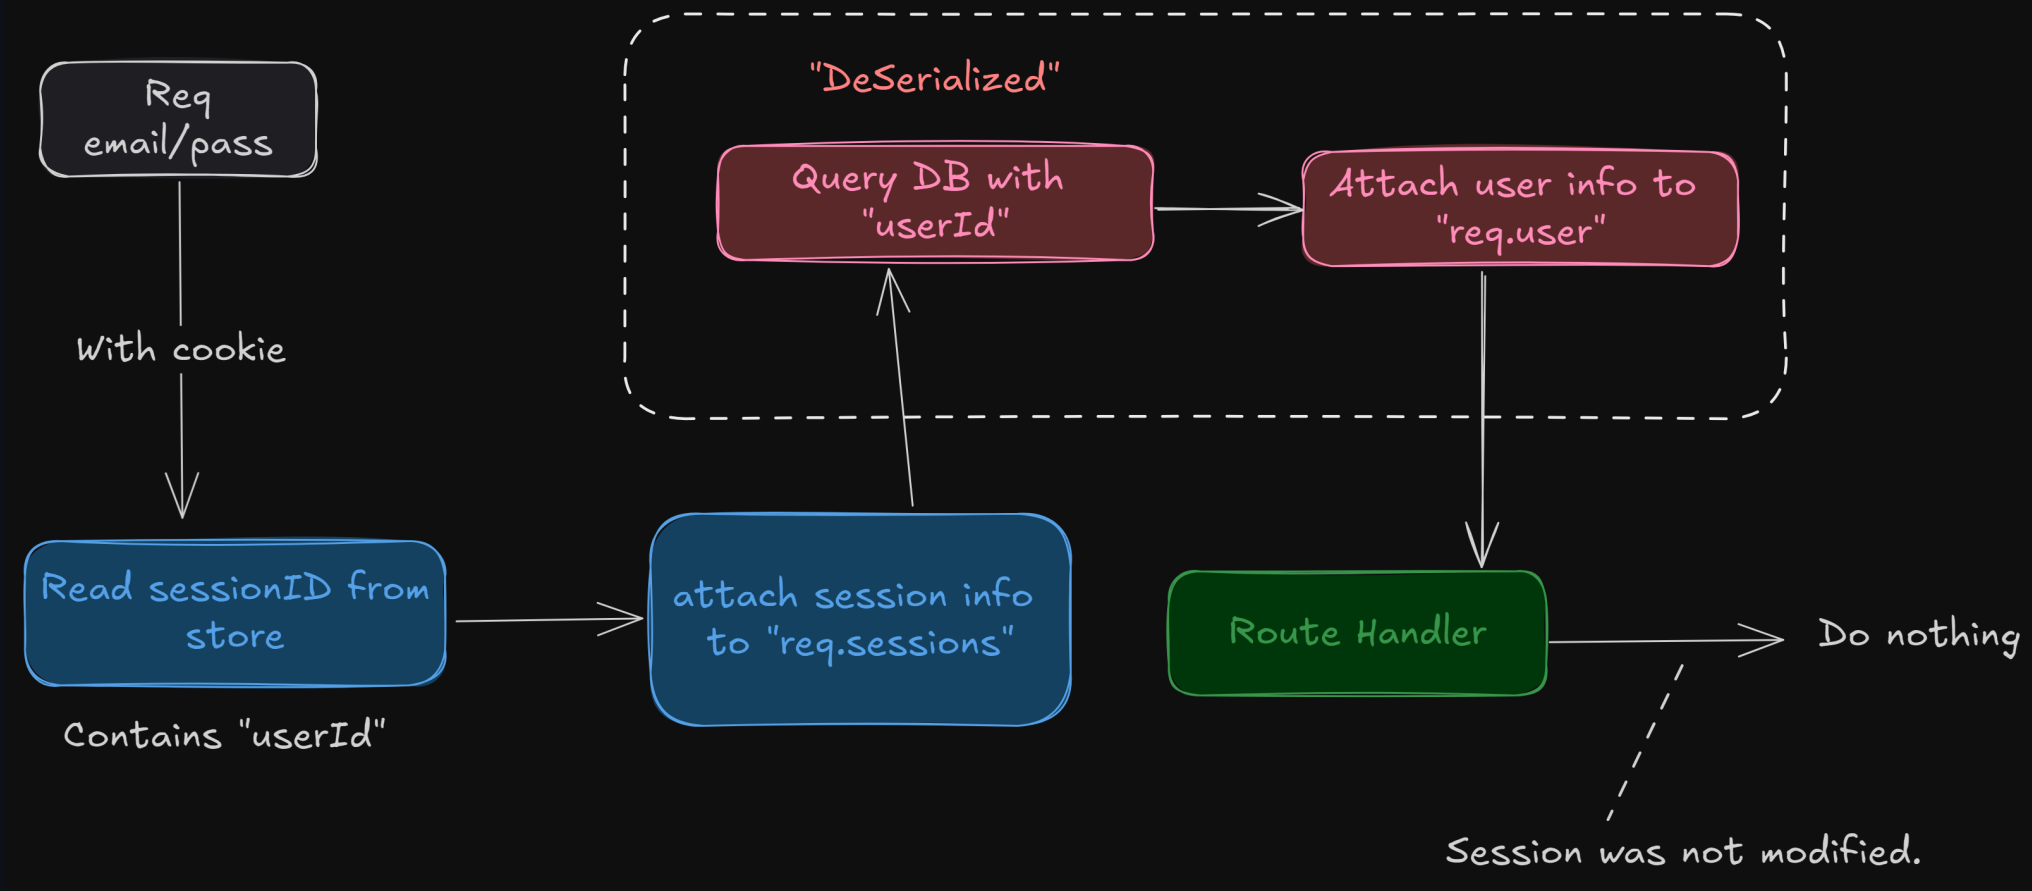 Req
email/pass
With cookie
Read sessionID from
store
Contains "userId"
attach session info
to "req.sessions"
"DeSerialized"
Query DB with
"userId"
Attach user info to
"req.user"
Route Handler
Do nothing
Session was not modified.